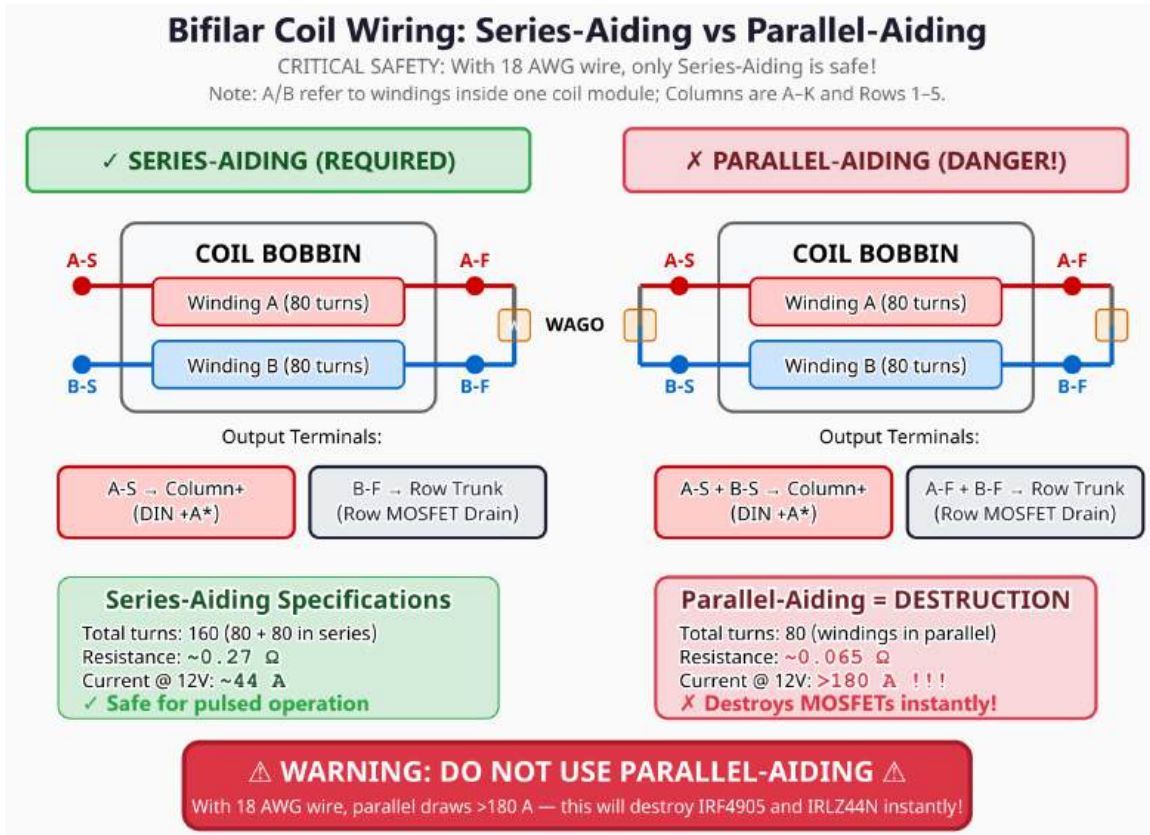 Bifilar Coil Wiring: Series-Aiding vs Parallel-Aiding
CRITICAL SAFETY: With 18 AWG wire, only Series-Aiding is safe!
Note: A/B refer to windings inside one coil module; Columns are A–K and Rows 1–5.
✓ SERIES-AIDING (REQUIRED)
COIL BOBBIN
A-S
A-F
Winding A (80 turns)
WAGO
Winding B (80 turns)
B-S
B-F
Output Terminals:
A-S → Column+
(DIN +A*)
B-F → Row Trunk
(Row MOSFET Drain)
Series-Aiding Specifications
Total turns: 160 (80 + 80 in series)
Resistance: ~0.27 Ω
Current @ 12V: ~44 A
✓ Safe for pulsed operation
✗ PARALLEL-AIDING (DANGER!)
COIL BOBBIN
A-S
A-F
Winding A (80 turns)
Winding B (80 turns)
B-S
B-F
Output Terminals:
A-S + B-S → Column+
(DIN +A*)
A-F + B-F → Row Trunk
(Row MOSFET Drain)
Parallel-Aiding = DESTRUCTION
Total turns: 80 (windings in parallel)
Resistance: ~0.065 Ω
Current @ 12V: >180 A !!!
✗ Destroys MOSFETs instantly!
⚠ WARNING: DO NOT USE PARALLEL-AIDING ⚠
With 18 AWG wire, parallel draws >180 A — this will destroy IRF4905 and IRLZ44N instantly!